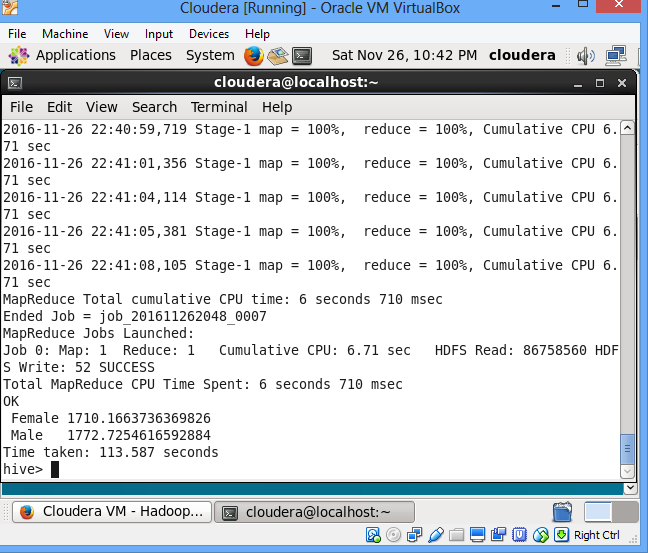 Cloudera [Running] - Oracle VM VirtualBox
File Machine View Input Devices Help
Applications Places System Sat Nov 26, 10:42 PM cloudera
cloudera@localhost:~
File Edit View Search Terminal Help
2016-11-26 22:40:59,719 Stage-1 map = 100%,  reduce = 100%, Cumulative CPU 6.
71 sec
2016-11-26 22:41:01,356 Stage-1 map = 100%,  reduce = 100%, Cumulative CPU 6.
71 sec
2016-11-26 22:41:04,114 Stage-1 map = 100%,  reduce = 100%, Cumulative CPU 6.
71 sec
2016-11-26 22:41:05,381 Stage-1 map = 100%,  reduce = 100%, Cumulative CPU 6.
71 sec
2016-11-26 22:41:08,105 Stage-1 map = 100%,  reduce = 100%, Cumulative CPU 6.
71 sec
MapReduce Total cumulative CPU time: 6 seconds 710 msec
Ended Job = job_201611262048_0007
MapReduce Jobs Launched:
Job 0: Map: 1  Reduce: 1   Cumulative CPU: 6.71 sec   HDFS Read: 86758560 HDF
S Write: 52 SUCCESS
Total MapReduce CPU Time Spent: 6 seconds 710 msec
OK
 Female 1710.1663736369826
 Male   1772.7254616592884
Time taken: 113.587 seconds
hive>
Cloudera VM - Hadoop... cloudera@localhost:~
Right Ctrl